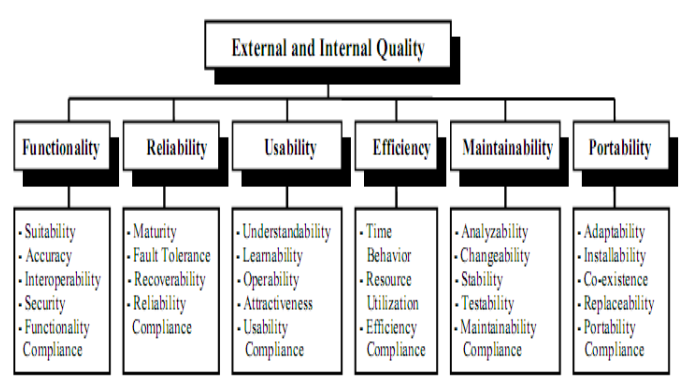 External and Internal Quality
Functionality
Reliability
Usability
Efficiency
Maintainability
Portability
- Suitability
- Accuracy
- Interoperability
- Security
- Functionality
Compliance
- Maturity
- Fault Tolerance
- Recoverability
- Reliability
Compliance
- Understandability
- Learnability
- Operability
- Attractiveness
- Usability
Compliance
- Time
Behavior
- Resource
Utilization
- Efficiency
Compliance
- Analyzability
- Changeability
- Stability
- Testability
- Maintainability
Compliance
- Adaptability
- Installability
- Co-existence
- Replaceability
- Portability
Compliance